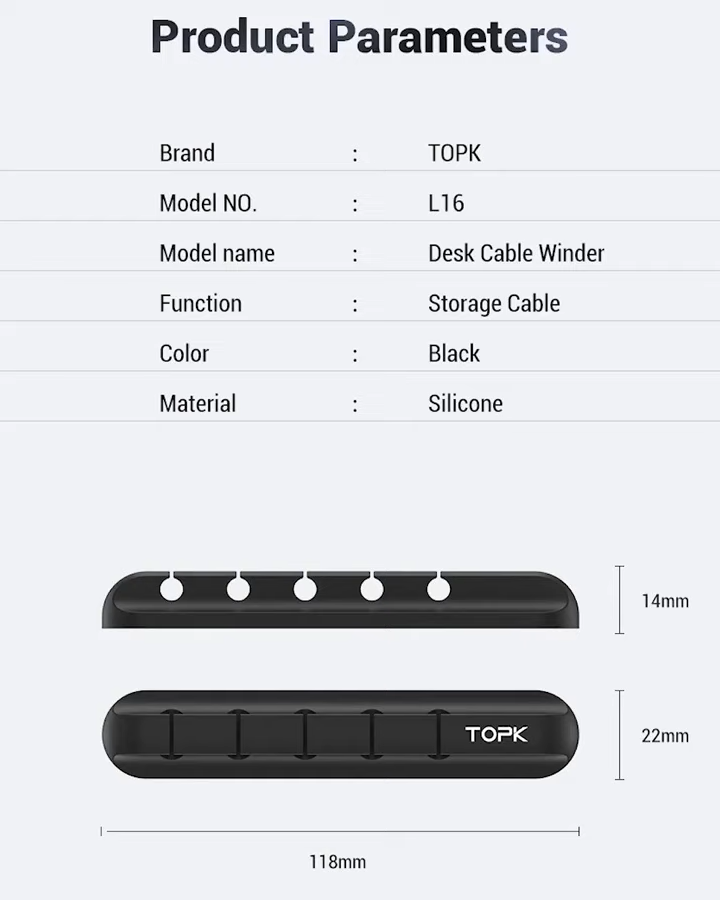 Product Parameters
Brand : TOPK
Model NO. : L16
Model name : Desk Cable Winder
Function : Storage Cable
Color : Black
Material : Silicone
14mm
TOPK
22mm
118mm